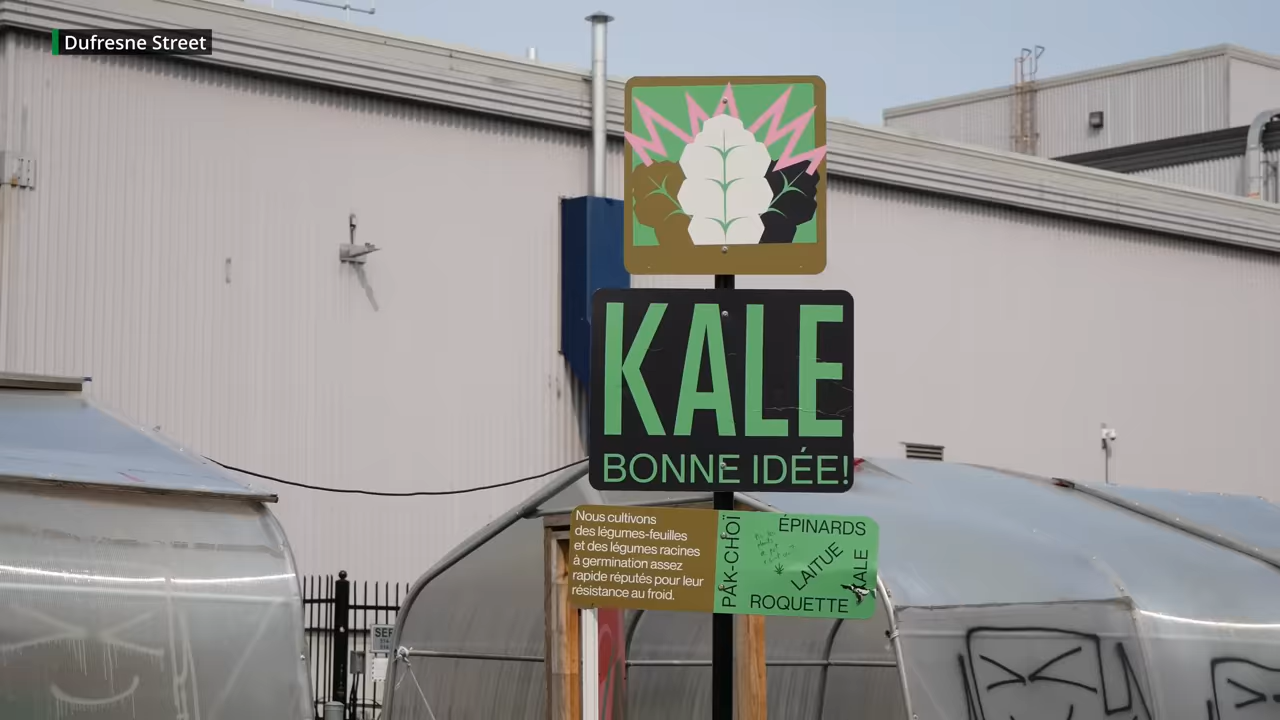 Dufresne Street
KALE
BONNE IDÉE!
Nous cultivons
des légumes-feuilles
et des légumes racines
à germination assez
rapide réputés pour leur
résistance au froid.
PAK-CHOÏ
ÉPINARDS
LAITUE
KALE
ROQUETTE